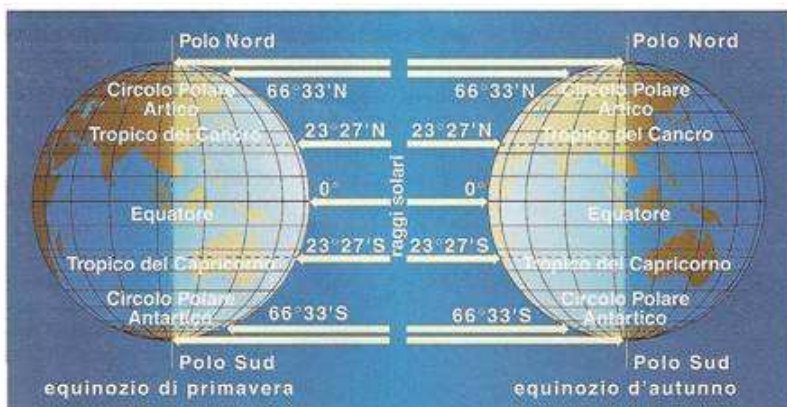 Polo Nord
Circolo Polare
Artico
66°33'N
Tropico del Cancro
23°27'N
0°
Equatore
23°27'S
Tropico del Capricorno
Circolo Polare
Antartico
66°33'S
Polo Sud
equinozio di primavera
raggi solari
Polo Nord
66°33'N
Circolo Polare
Artico
23°27'N
Tropico del Cancro
0°
Equatore
23°27'S
Tropico del Capricorno
Circolo Polare
Antartico
66°33'S
Polo Sud
equinozio d'autunno